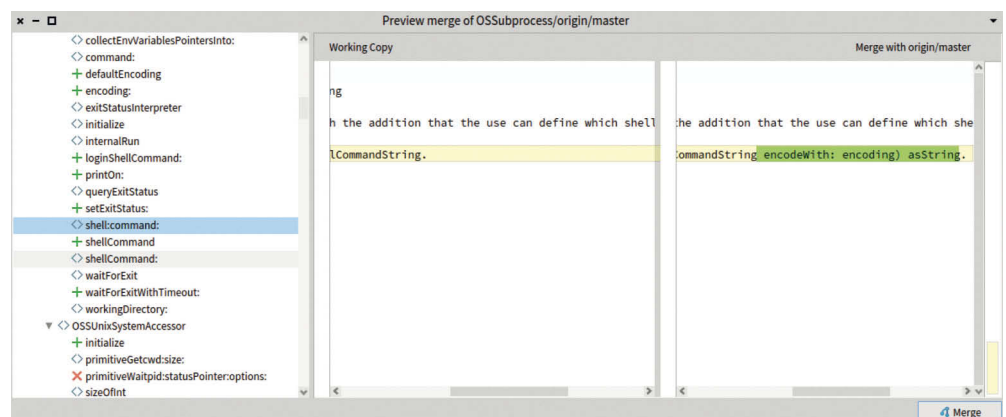 Preview merge of OSSubprocess/origin/master
collectEnvVariablesPointersInto:
command:
defaultEncoding
encoding:
exitStatusInterpreter
initialize
internalRun
loginShellCommand:
printOn:
queryExitStatus
setExitStatus:
shell:command:
shellCommand
shellCommand:
waitForExit
waitForExitWithTimeout:
workingDirectory:
OSSUnixSystemAccessor
initialize
primitiveGetcwd:size:
primitiveWaitpid:statusPointer:options:
sizeOfInt
Working Copy
ng
h the addition that the use can define which shell
lCommandString.
Merge with origin/master
the addition that the use can define which she
CommandString encodeWith: encoding) asString.
Merge